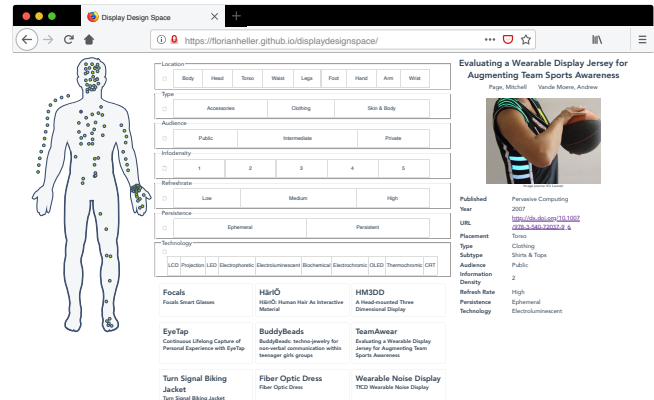 Display Design Space
https://florianheller.github.io/displaydesignspace/
Location
Body Head Torso Waist Legs Foot Hand Arm Wrist
Type
Accessories Clothing Skin & Body
Audience
Public Intermediate Private
Infodensity
1 2 3 4 5
Refreshrate
Low Medium High
Persistence
Ephemeral Persistent
Technology
LCD Projection LED Electrophoretic Electroluminescent Biochemical Electrochromic OLED Thermochromic CRT
Focals
Focals Smart Glasses
HäriÖ
HäriÖ: Human Hair As Interactive
Material
HM3DD
A Head-mounted Three
Dimensional Display
EyeTap
Continuous Lifelong Capture of
Personal Experience with EyeTap
BuddyBeads
BuddyBeads: techno-jewelry for
non-verbal communication within
teenager girls groups
TeamAwear
Evaluating a Wearable Display
Jersey for Augmenting Team
Sports Awareness
Turn Signal Biking
Jacket
Turn Signal Biking Jacket
Fiber Optic Dress
Fiber Optic Dress
Wearable Noise Display
TfCD Wearable Noise Display
Evaluating a Wearable Display Jersey for
Augmenting Team Sports Awareness
Page, Mitchell Vande Moere, Andrew
Published Pervasive Computing
Year 2007
URL http://dx.doi.org/10.1007
/978-3-540-72037-9_6
Placement Torso
Type Clothing
Subtype Shirts & Tops
Audience Public
Information
Density 2
Refresh Rate High
Persistence Ephemeral
Technology Electroluminescent